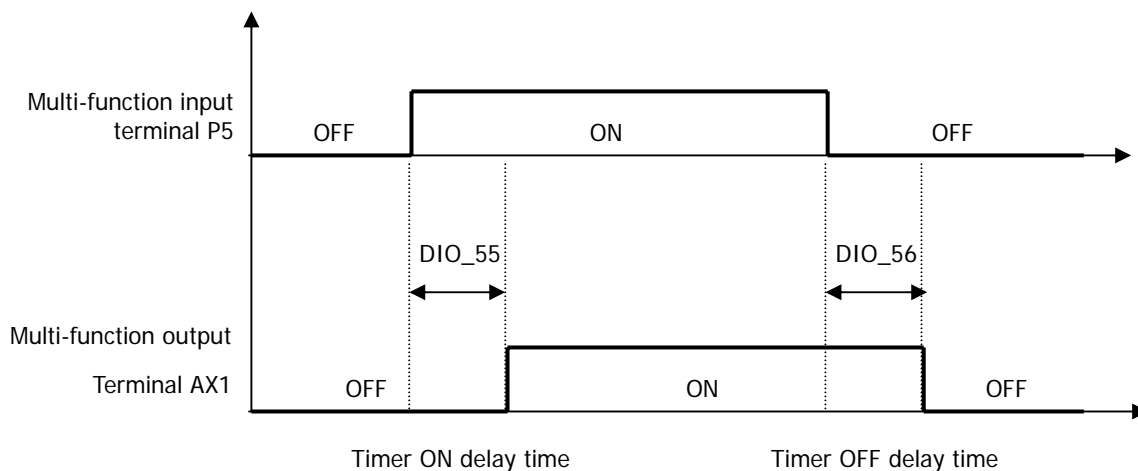 Multi-function input
terminal P5
OFF
ON
OFF
DIO_55
DIO_56
Multi-function output
Terminal AX1
OFF
ON
OFF
Timer ON delay time
Timer OFF delay time